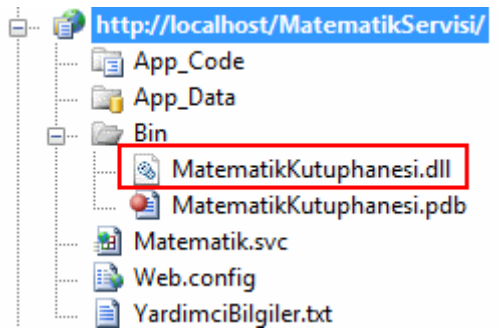 http://localhost/MatematikServisi/
App_Code
App_Data
Bin
MatematikKutuphanesi.dll
MatematikKutuphanesi.pdb
Matematik.svc
Web.config
YardimciBilgiler.txt